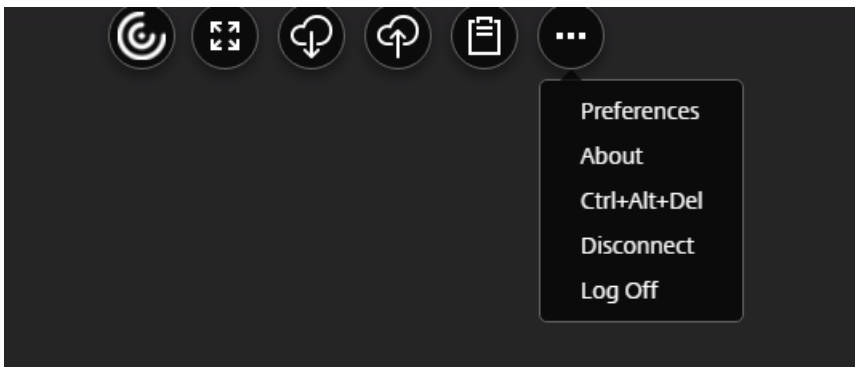 Preferences
About
Ctrl+Alt+Del
Disconnect
Log Off